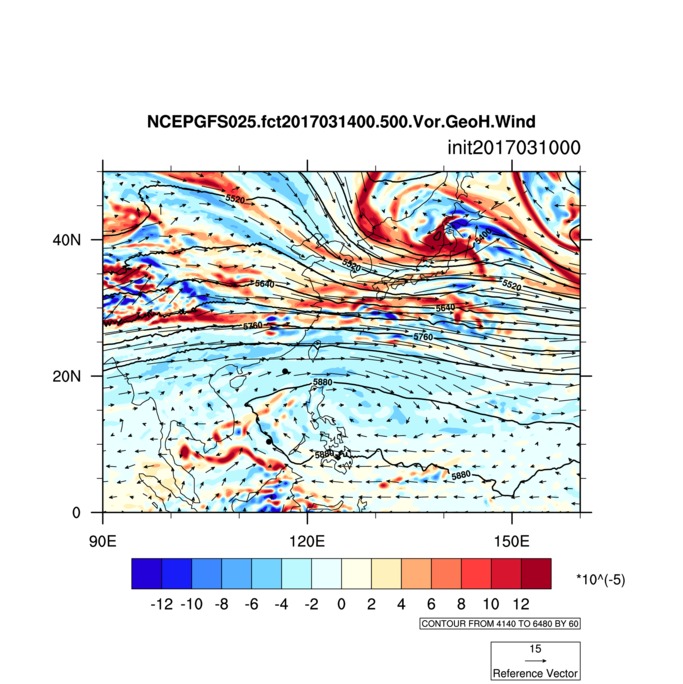 NCEPGFS025.fct2017031400.500.Vor.GeoH.Wind
init2017031000
40N
20N
0
90E 120E 150E
5520
5520
5400
5520
5640
5640
5760
5760
5880
5880
5880
-12 -10 -8 -6 -4 -2 0 2 4 6 8 10 12
*10^(-5)
CONTOUR FROM 4140 TO 6480 BY 60
15
Reference Vector